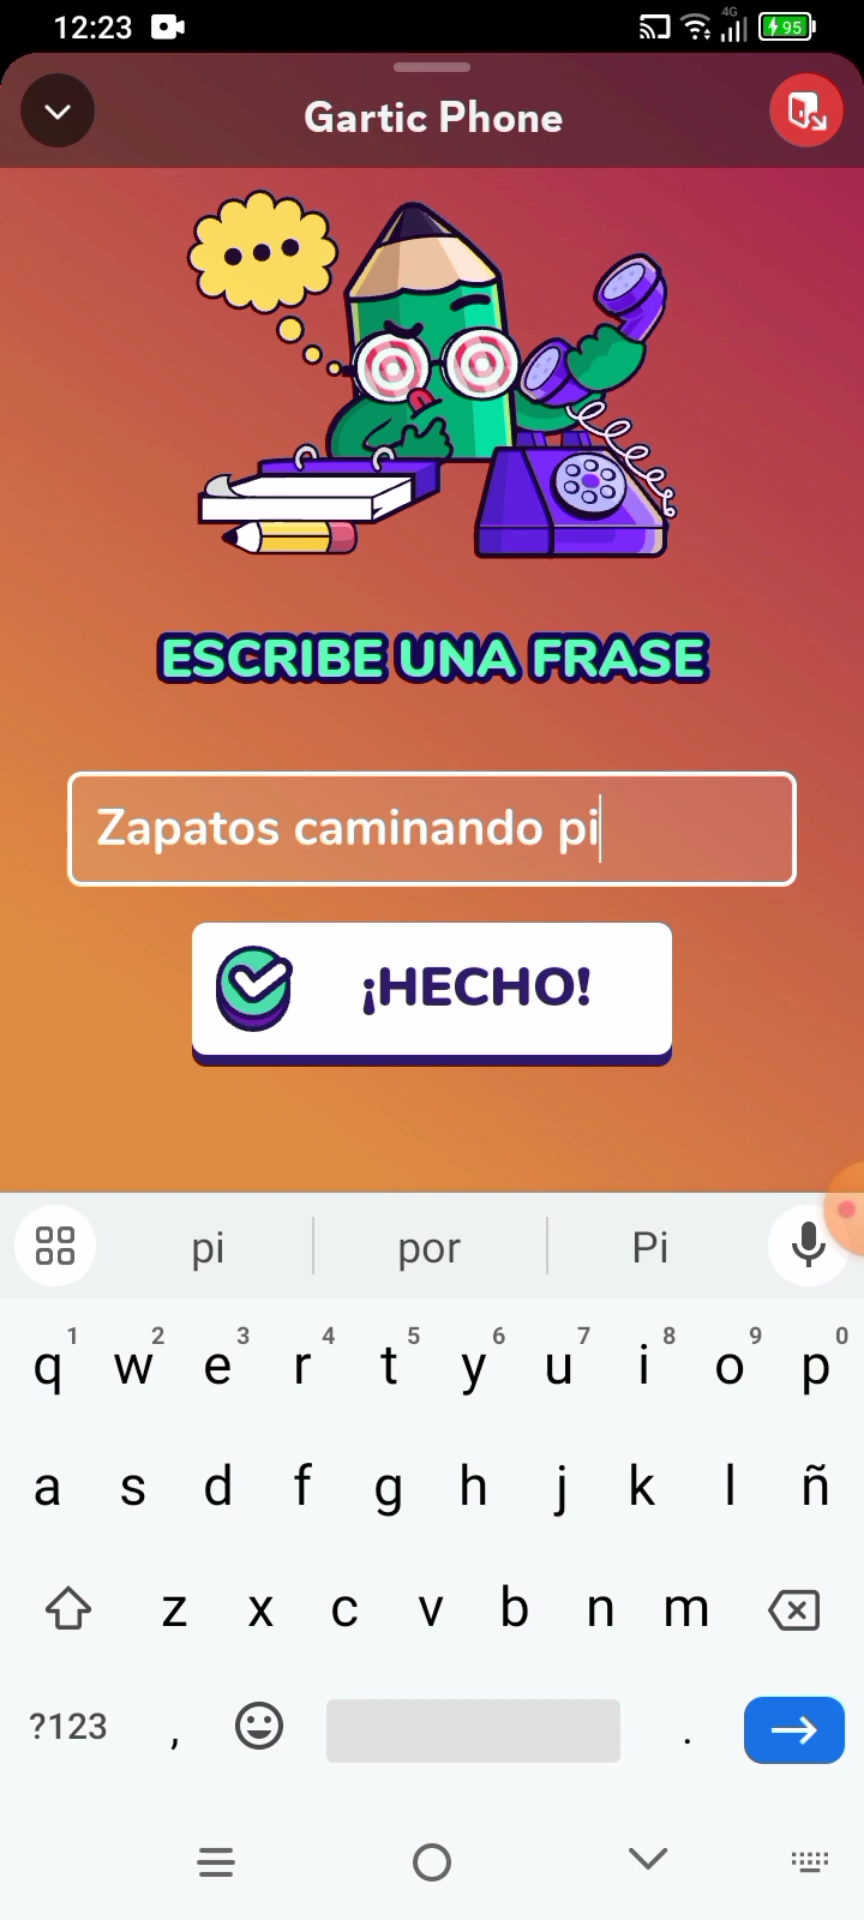 12:23
4G
95
Gartic Phone
ESCRIBE UNA FRASE
Zapatos caminando pi
¡HECHO!
pi por Pi
1 2 3 4 5 6 7 8 9 0
q w e r t y u i o p
a s d f g h j k l ñ
z x c v b n m
?123 , .